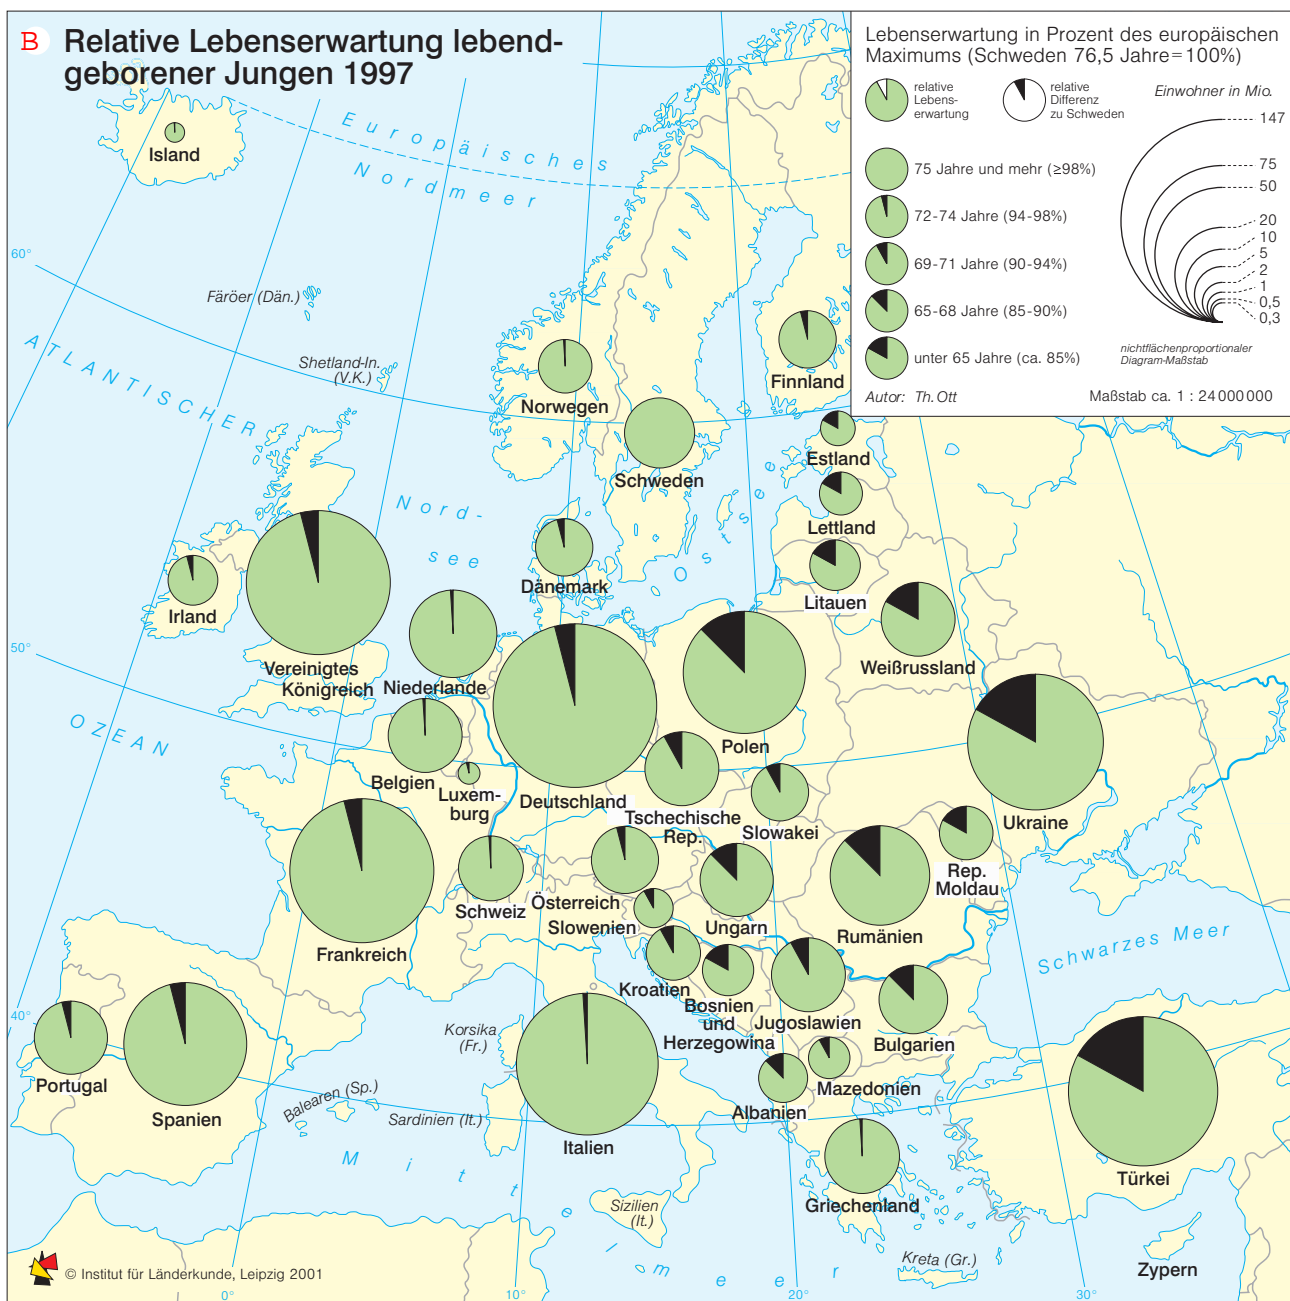 B Relative Lebenserwartung lebend-
geborener Jungen 1997
Lebenserwartung in Prozent des europäischen
Maximums (Schweden 76,5 Jahre=100%)
relative
Lebens-
erwartung
relative
Differenz
zu Schweden
Einwohner in Mio.
147
75
50
20
10
5
2
1
0,5
0,3
75 Jahre und mehr (≥98%)
72-74 Jahre (94-98%)
69-71 Jahre (90-94%)
65-68 Jahre (85-90%)
unter 65 Jahre (ca. 85%)
nichtflächenproportionaler
Diagram-Maßstab
Autor: Th. Ott
Maßstab ca. 1 : 24 000 000
Island
Europäisches
Nordmeer
60°
Färöer (Dän.)
ATLANTISCHER
Shetland-In.
(V.K.)
Norwegen
Finnland
Schweden
Estland
Lettland
Nord-
see
Ostsee
Dänemark
Litauen
Irland
Weißrussland
50°
Vereinigtes
Königreich
Niederlande
OZEAN
Polen
Belgien
Luxem-
burg
Deutschland
Tschechische
Rep.
Slowakei
Ukraine
Rep.
Moldau
Schweiz
Österreich
Slowenien
Ungarn
Rumänien
Frankreich
Schwarzes Meer
Kroatien
Bosnien
und
Herzegowina
Jugoslawien
Bulgarien
40°
Korsika
(Fr.)
Portugal
Spanien
Balearen (Sp.)
Sardinien (It.)
Italien
Albanien
Mazedonien
Türkei
Griechenland
Mittelmeer
Sizilien
(It.)
Kreta (Gr.)
Zypern
© Institut für Länderkunde, Leipzig 2001
0°
10°
20°
30°